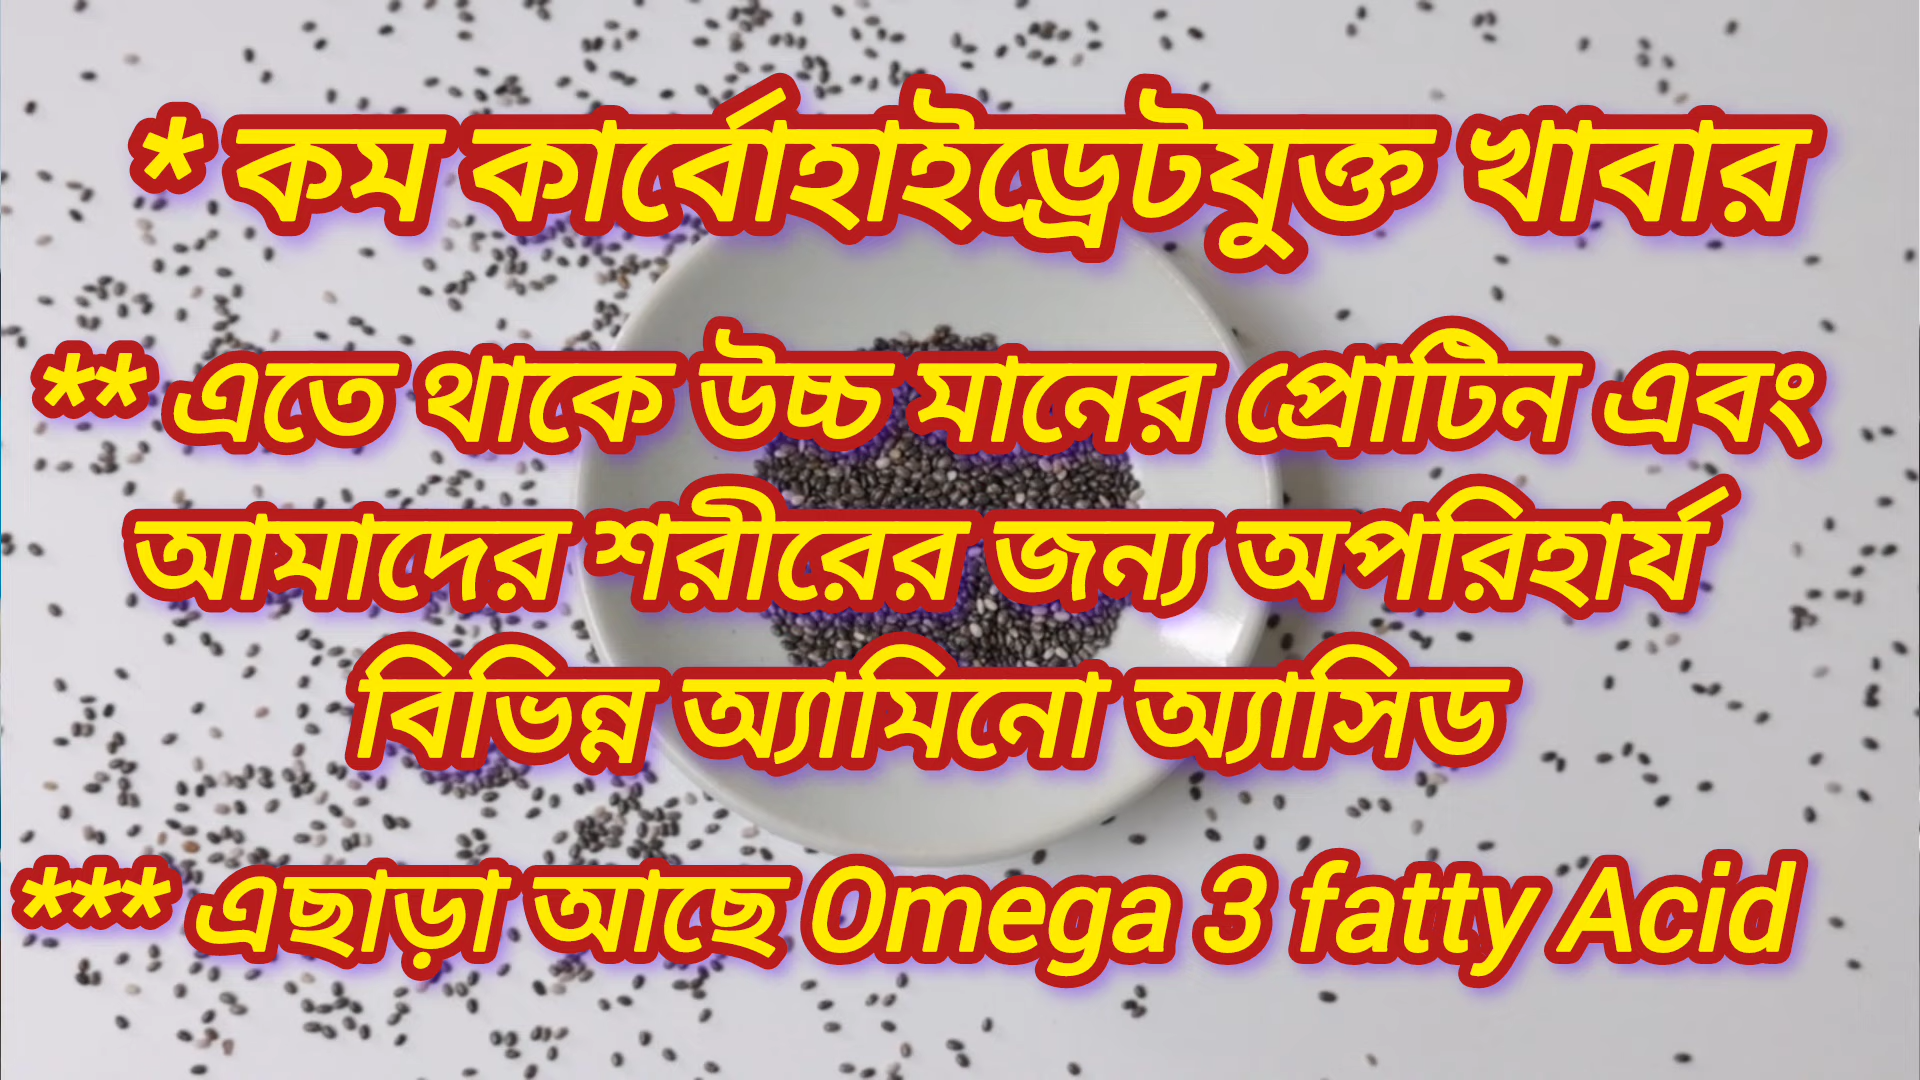 * কম কার্বোহাইড্রেটযুক্ত খাবার
** এতে থাকে উচ্চ মানের প্রোটিন এবং
আমাদের শরীরের জন্য অপরিহার্য
বিভিন্ন অ্যামিনো অ্যাসিড
*** এছাড়া আছে Omega 3 fatty Acid